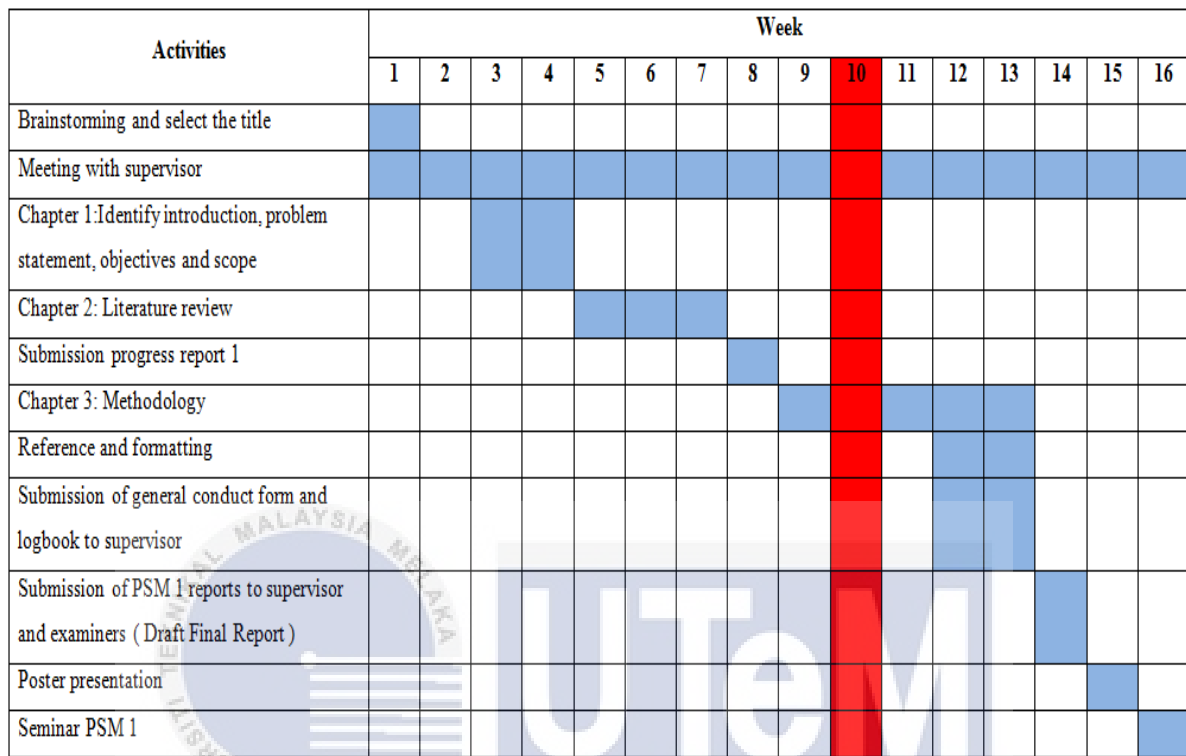 Activities
Week
1 2 3 4 5 6 7 8 9 10 11 12 13 14 15 16
Brainstorming and select the title
Meeting with supervisor
Chapter 1:Identify introduction, problem
statement, objectives and scope
Chapter 2: Literature review
Submission progress report 1
Chapter 3: Methodology
Reference and formatting
Submission of general conduct form and
logbook to supervisor
Submission of PSM 1 reports to supervisor
and examiners ( Draft Final Report )
Poster presentation
Seminar PSM 1
RSITI TEKNIKAL MALAYSIA MELAKA
UTeM